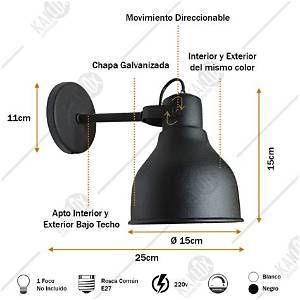 Movimiento Direccionable
Interior y Exterior
del mismo color
Chapa Galvanizada
11cm
15cm
Apto Interior y
Exterior Bajo Techo
Ø 15cm
25cm
1 Foco
No Incluido
Rosca Común
E27
220v
Blanco
Negro